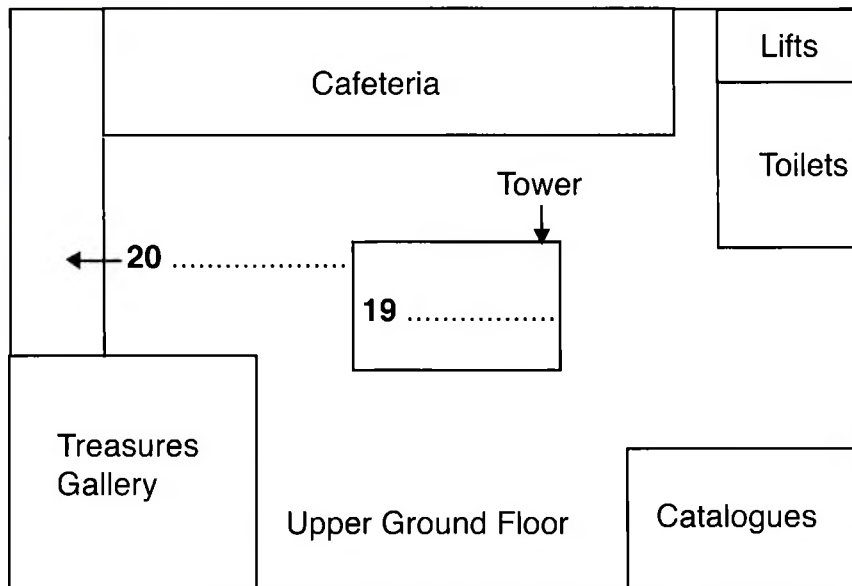 Cafeteria
Lifts
Toilets
Tower
20 ....................
19 .................
Treasures
Gallery
Upper Ground Floor
Catalogues